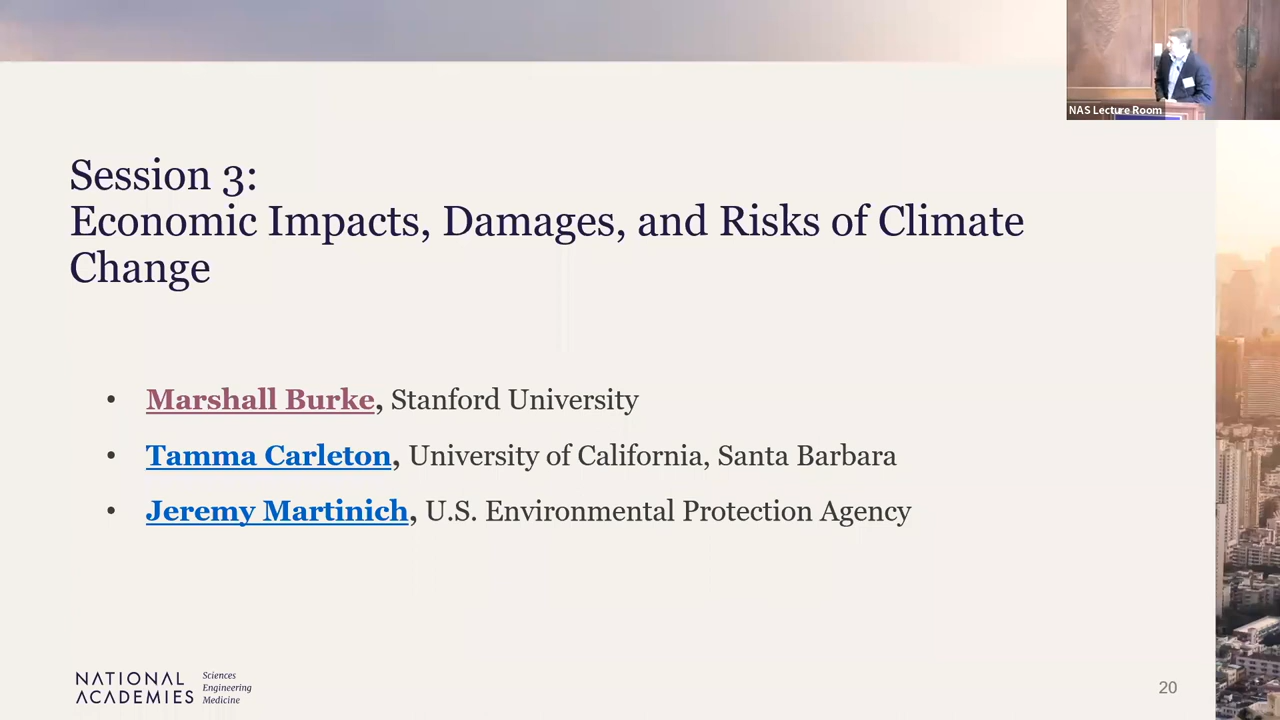 NAS Lecture Room
Session 3:
Economic Impacts, Damages, and Risks of Climate
Change
• Marshall Burke, Stanford University
• Tamma Carleton, University of California, Santa Barbara
• Jeremy Martinich, U.S. Environmental Protection Agency
NATIONAL
ACADEMIES
Sciences
Engineering
Medicine
20